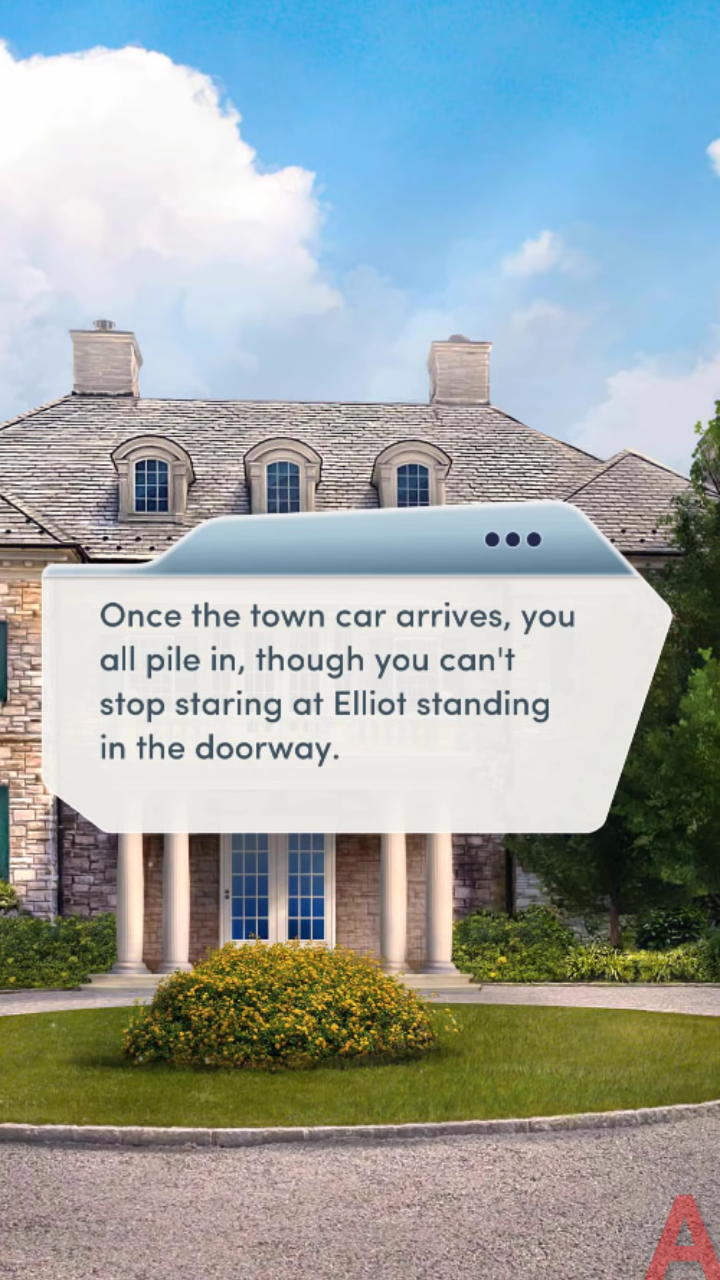 Once the town car arrives, you
all pile in, though you can't
stop staring at Elliot standing
in the doorway.
A